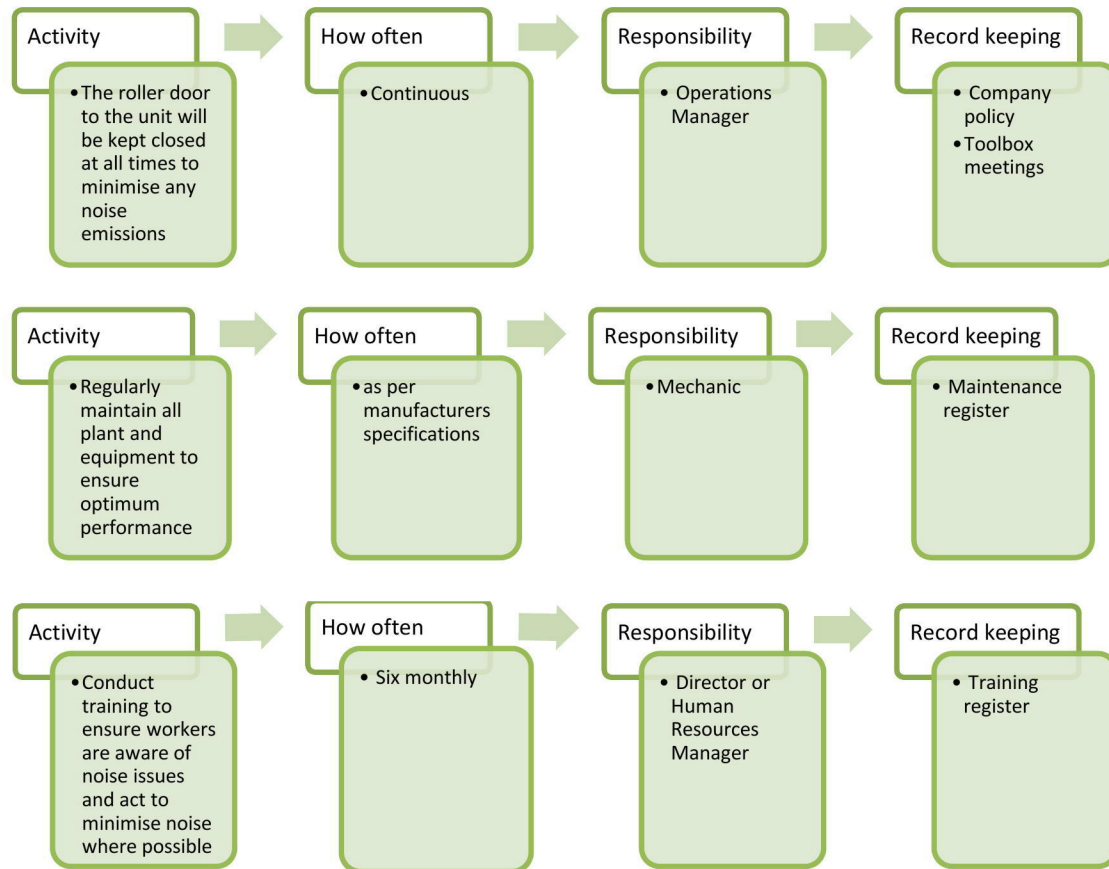 Activity
How often
Responsibility
Record keeping
•The roller door
to the unit will
be kept closed
at all times to
minimise any
noise
emissions
•Continuous
• Operations
Manager
• Company
policy
•Toolbox
meetings
Activity
How often
Responsibility
Record keeping
•Regularly
maintain all
plant and
equipment to
ensure
optimum
performance
•as per
manufacturers
specifications
•Mechanic
• Maintenance
register
Activity
How often
Responsibility
Record keeping
•Conduct
training to
ensure workers
are aware of
noise issues
and act to
minimise noise
where possible
• Six monthly
• Director or
Human
Resources
Manager
• Training
register